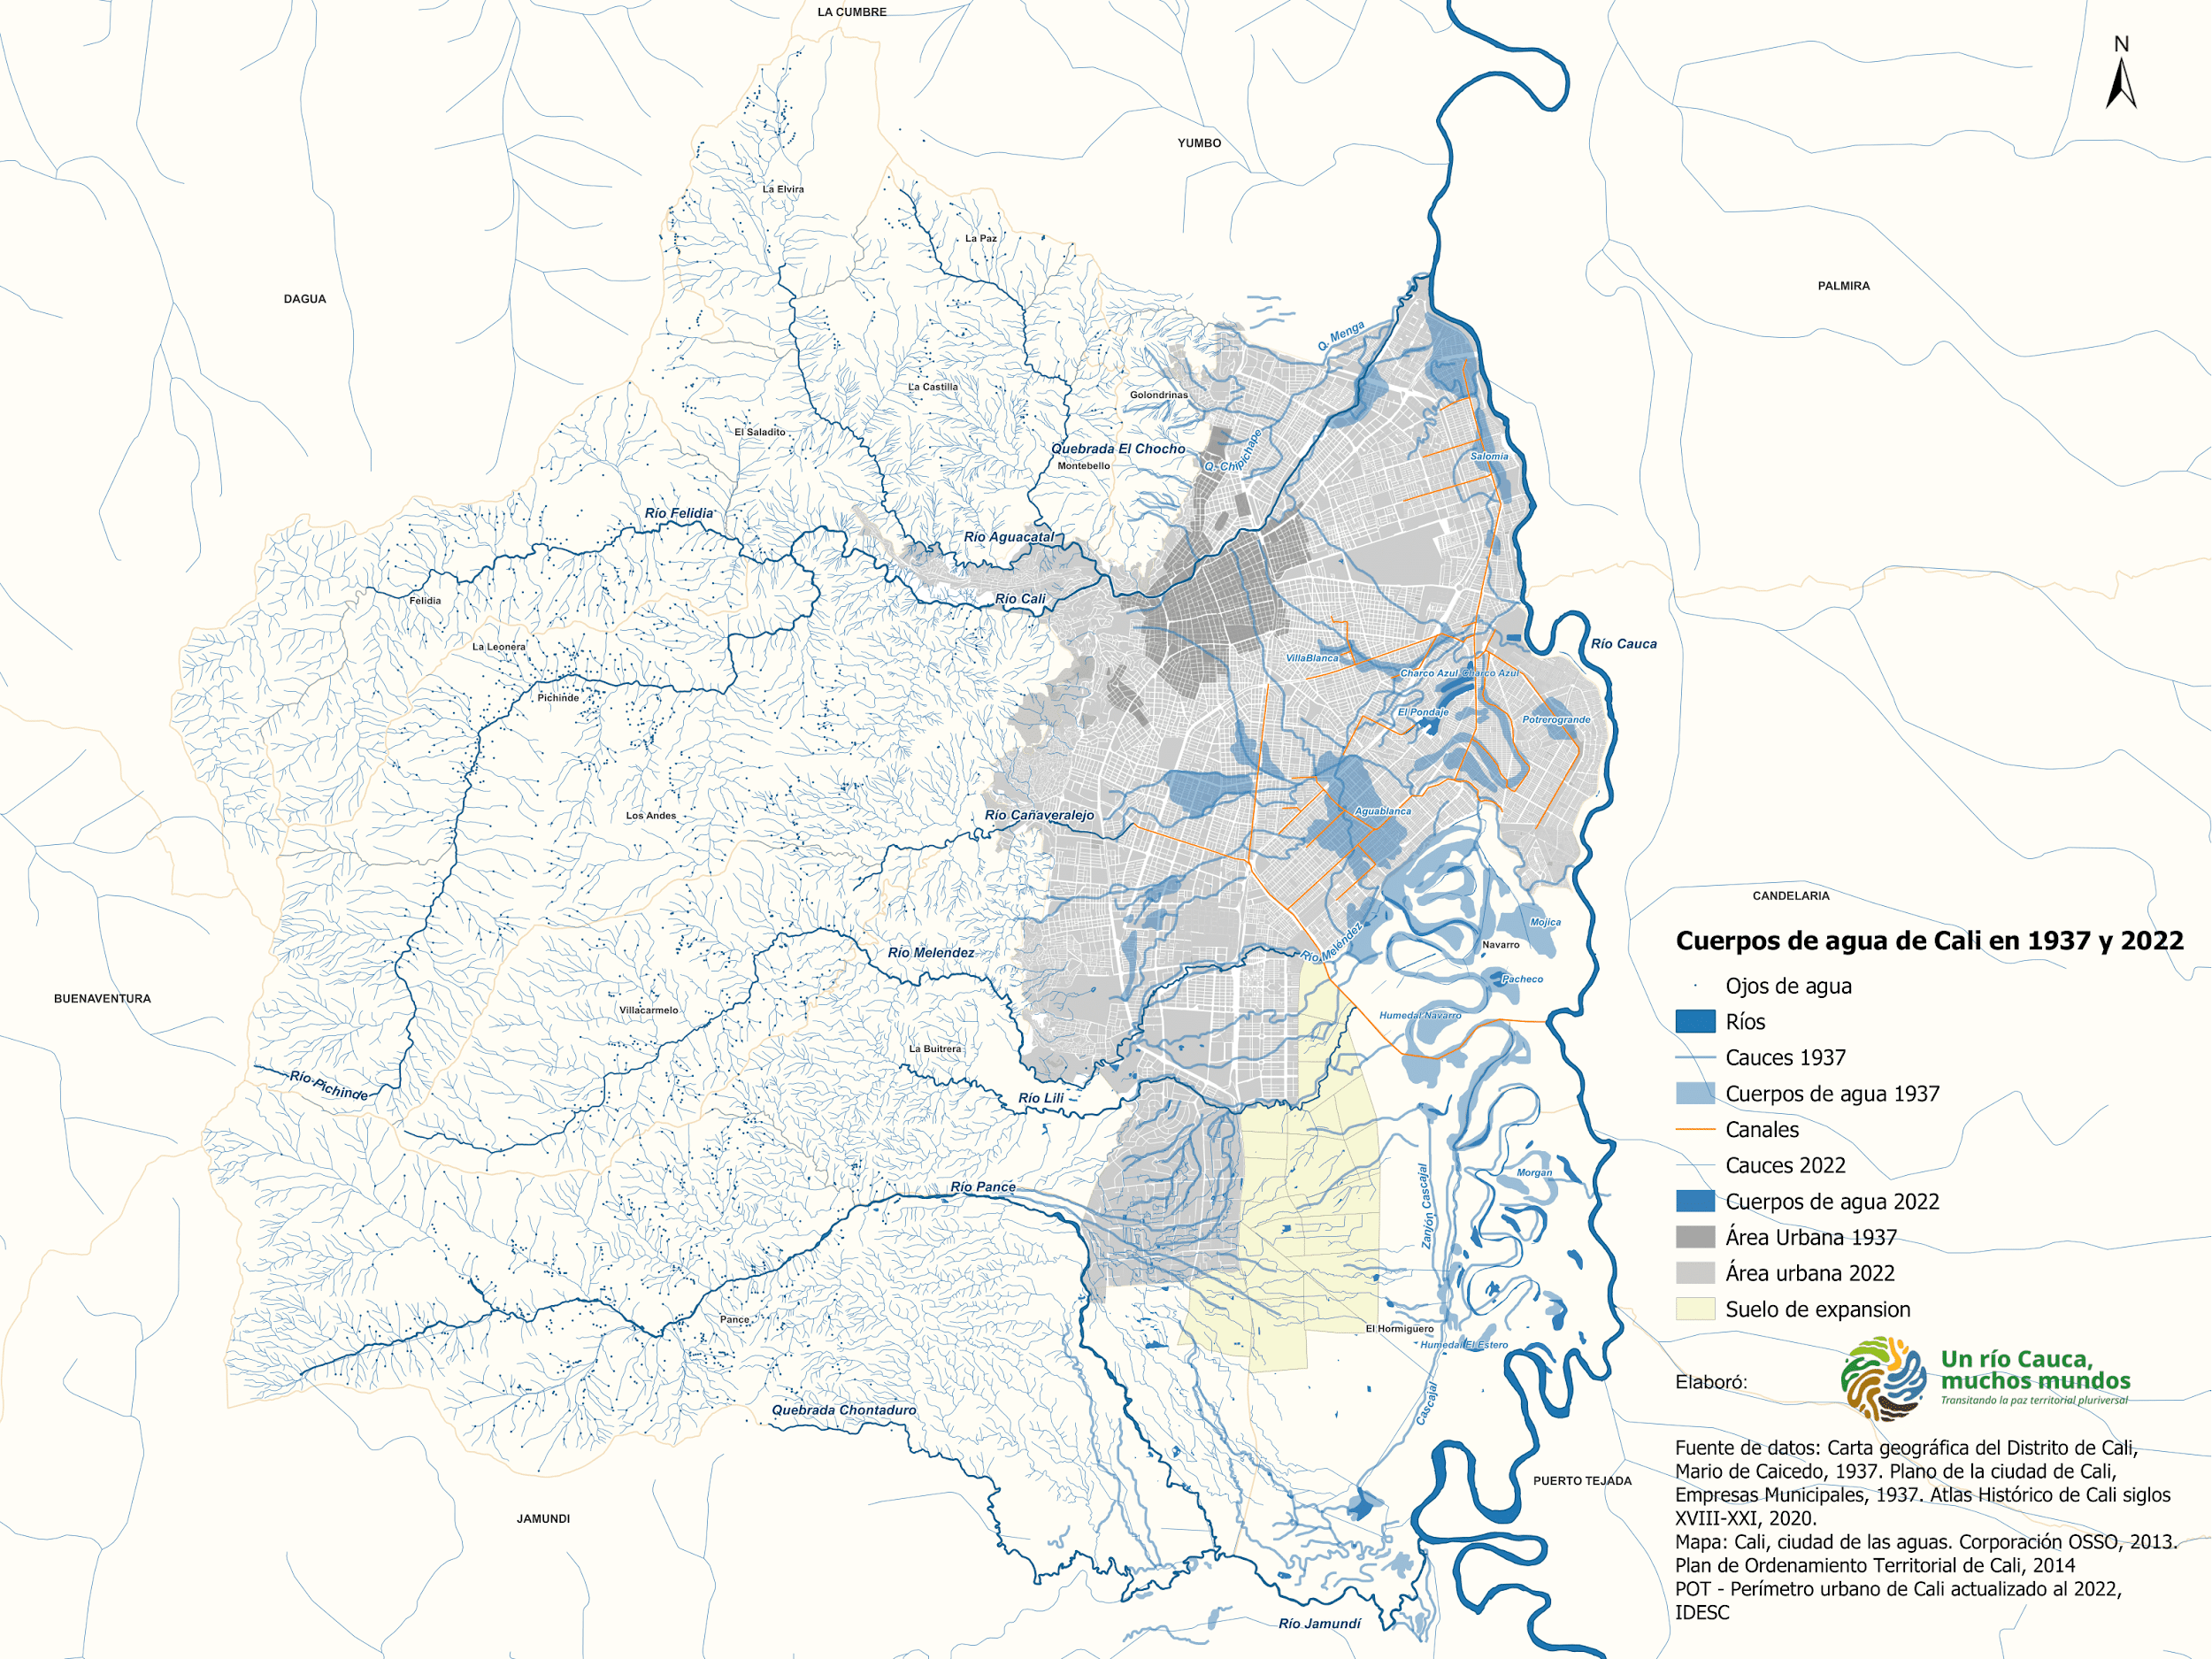 LA CUMBRE
N
YUMBO
La Elvira
La Paz
DAGUA
PALMIRA
Q. Menga
La Castilla
Golondrinas
El Saladito
Quebrada El Chocho
Montebello
Q. Chipichape
Salomia
Río Felidia
Río Aguacatal
Río Cali
Felidia
La Leonera
Río Cauca
VillaBlanca
Charco Azul
Charco Azul
Pichinde
El Pondaje
Potrerogrande
Los Andes
Río Cañaveralejo
Aguablanca
CANDELARIA
Mojica
Navarro
Río Meléndez
Río Melendez
Pacheco
BUENAVENTURA
Villacarmelo
Humedal Navarro
La Buitrera
Río Pichinde
Río Lili
Morgan
Zanjón Cascajal
Río Pance
Pance
El Hormiguero
Humedal El Estero
Cascajal
Quebrada Chontaduro
PUERTO TEJADA
JAMUNDI
Río Jamundí
Cuerpos de agua de Cali en 1937 y 2022
Ojos de agua
Ríos
Cauces 1937
Cuerpos de agua 1937
Canales
Cauces 2022
Cuerpos de agua 2022
Área Urbana 1937
Área urbana 2022
Suelo de expansion
Elaboró:
Un río Cauca,
muchos mundos
Transitando la paz territorial pluriversal
Fuente de datos: Carta geográfica del Distrito de Cali,
Mario de Caicedo, 1937. Plano de la ciudad de Cali,
Empresas Municipales, 1937. Atlas Histórico de Cali siglos
XVIII-XXI, 2020.
Mapa: Cali, ciudad de las aguas. Corporación OSSO, 2013.
Plan de Ordenamiento Territorial de Cali, 2014
POT - Perímetro urbano de Cali actualizado al 2022,
IDESC